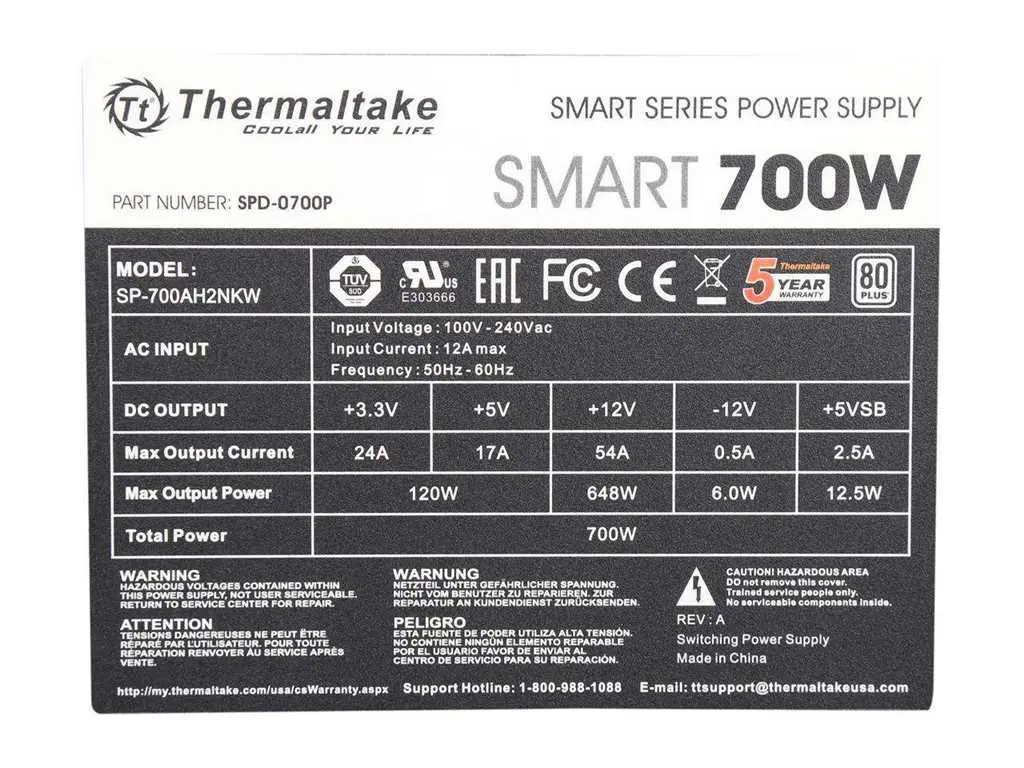 Tt Thermaltake
COOLall YOUR LIFE
SMART SERIES POWER SUPPLY
SMART 700W
PART NUMBER: SPD-0700P
MODEL:
SP-700AH2NKW
TÜV
SÜD
c RU us
E303666
EAC
FC
CE
Thermaltake
5 YEAR
WARRANTY
80
PLUS
AC INPUT
Input Voltage : 100V - 240Vac
Input Current : 12A max
Frequency : 50Hz - 60Hz
DC OUTPUT +3.3V +5V +12V -12V +5VSB
Max Output Current 24A 17A 54A 0.5A 2.5A
Max Output Power 120W 648W 6.0W 12.5W
Total Power 700W
WARNING
HAZARDOUS VOLTAGES CONTAINED WITHIN
THIS POWER SUPPLY, NOT USER SERVICEABLE.
RETURN TO SERVICE CENTER FOR REPAIR.
ATTENTION
TENSIONS DANGEREUSES NE PEUT ÊTRE
RÉPARÉ PAR L'UTILISATEUR. POUR TOUTE
RÉPARATION RENVOYER AU SERVICE APRÈS
VENTE.
WARNUNG
NETZTEIL UNTER GEFÄHRLICHER SPANNUNG.
NICHT VOM BENUTZER ZU REPARIEREN. ZUR
REPARATUR AN KUNDENDIENST ZURÜCKSENDEN.
PELIGRO
ESTA FUENTE DE PODER UTILIZA ALTA TENSIÓN.
NO CONTIENE NINGÚN ELEMENTO REPARABLE
POR EL USUARIO FAVOR DE ENVIAR AL
CENTRO DE SERVICIO PARA SU REPARACIÓN.
CAUTION! HAZARDOUS AREA
DO not remove this cover.
Trained service people only.
No serviceable components inside.
REV : A
Switching Power Supply
Made in China
http://my.thermaltake.com/usa/csWarranty.aspx Support Hotline: 1-800-988-1088 E-mail: ttsupport@thermaltakeusa.com